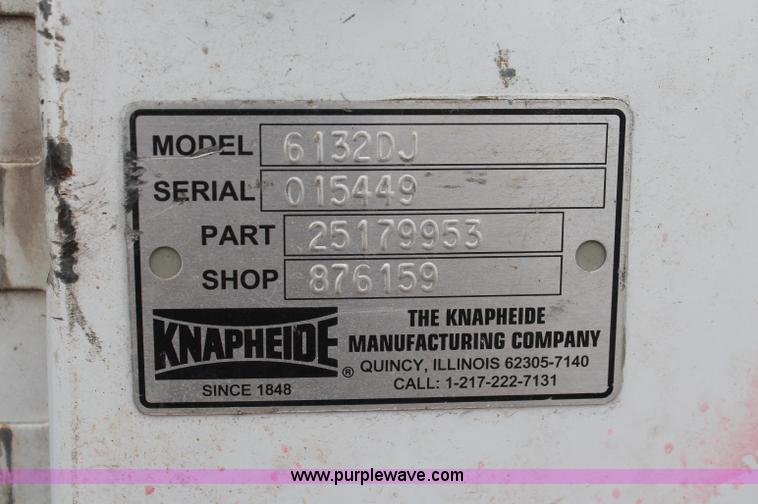 MODEL 6132DJ
SERIAL 015449
PART 25179953
SHOP 876159
KNAPHEIDE ®
SINCE 1848
THE KNAPHEIDE
MANUFACTURING COMPANY
QUINCY, ILLINOIS 62305-7140
CALL: 1-217-222-7131
www.purplewave.com